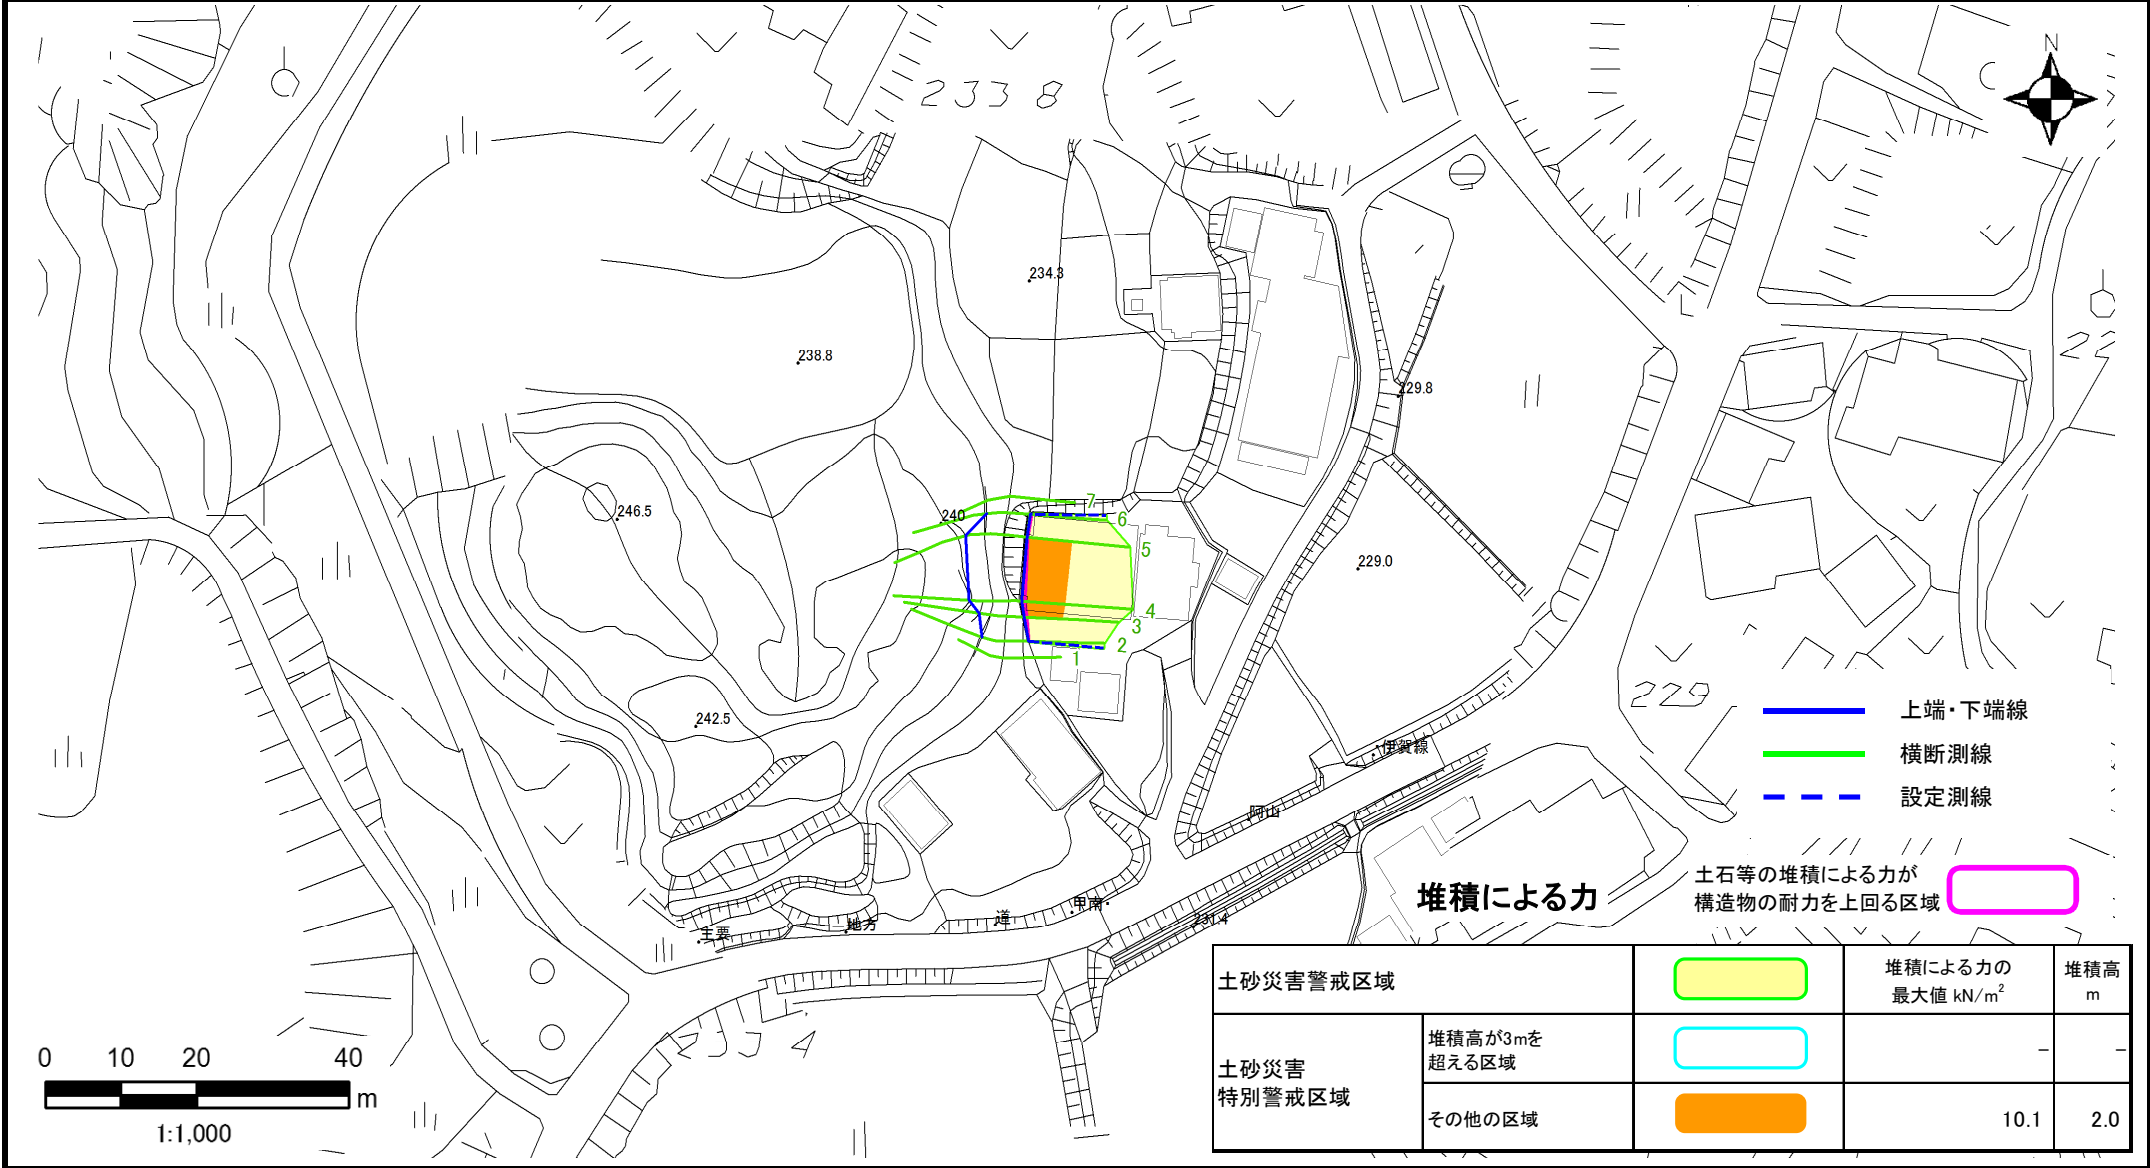 N
233 8
234.3
238.8
22
229.8
246.5
240
7
6
5
229.0
4
3
2
1
229
242.5
上端・下端線
横断測線
設定測線
伊賀線
阿山
甲南
道
地方
主要
231.4
234
堆積による力
土石等の堆積による力が
構造物の耐力を上回る区域
土砂災害警戒区域
堆積による力の
最大値 kN/m²
堆積高
m
土砂災害
特別警戒区域
堆積高が3mを
超える区域
－ －
その他の区域 10.1 2.0
0 10 20 40
m
1:1,000